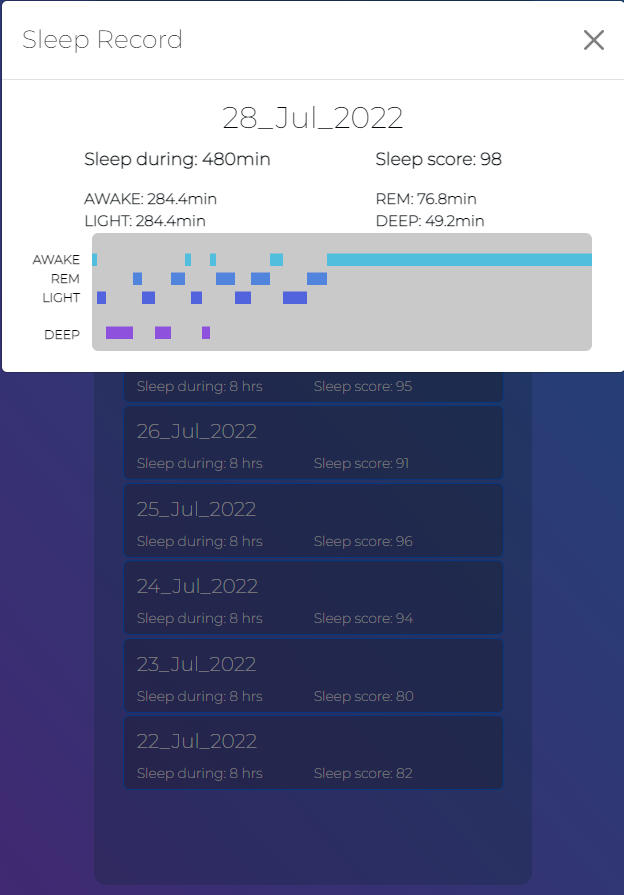 Sleep Record
28_Jul_2022
Sleep during: 480min Sleep score: 98
AWAKE: 284.4min REM: 76.8min
LIGHT: 284.4min DEEP: 49.2min
AWAKE
REM
LIGHT
DEEP
Sleep during: 8 hrs Sleep score: 95
26_Jul_2022
Sleep during: 8 hrs Sleep score: 91
25_Jul_2022
Sleep during: 8 hrs Sleep score: 96
24_Jul_2022
Sleep during: 8 hrs Sleep score: 94
23_Jul_2022
Sleep during: 8 hrs Sleep score: 80
22_Jul_2022
Sleep during: 8 hrs Sleep score: 82